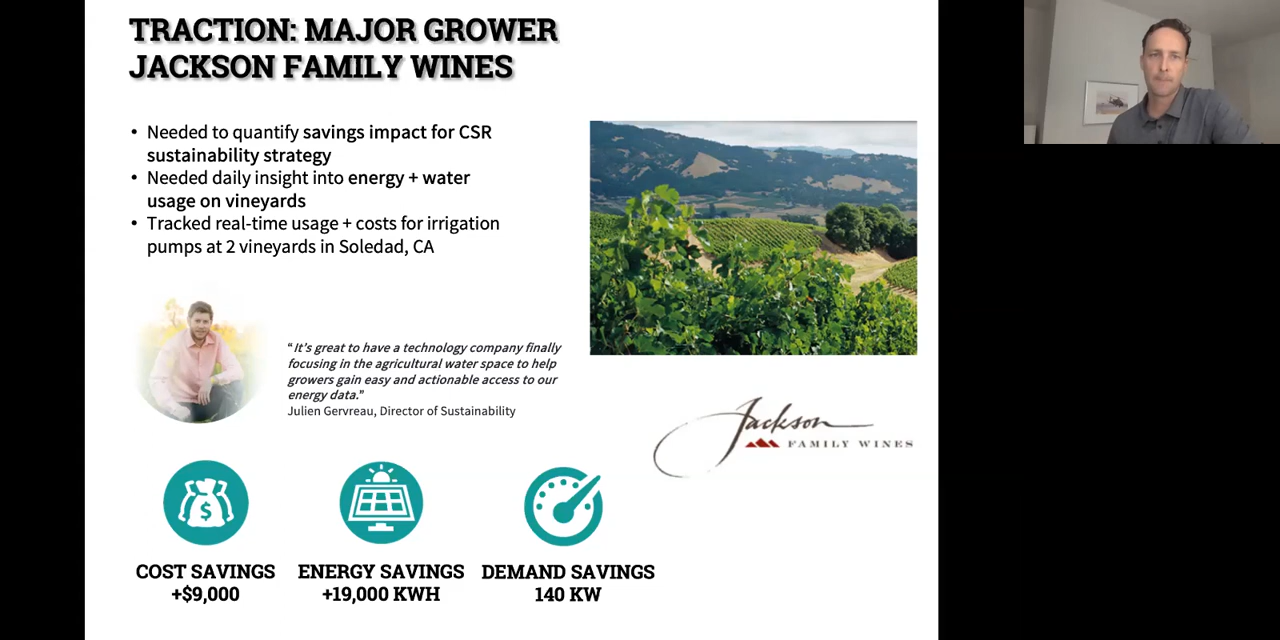 TRACTION: MAJOR GROWER
JACKSON FAMILY WINES
• Needed to quantify savings impact for CSR
sustainability strategy
• Needed daily insight into energy + water
usage on vineyards
• Tracked real-time usage + costs for irrigation
pumps at 2 vineyards in Soledad, CA
“It's great to have a technology company finally
focusing in the agricultural water space to help
growers gain easy and actionable access to our
energy data.”
Julien Gervreau, Director of Sustainability
Jackson
FAMILY WINES
$
COST SAVINGS
+$9,000
ENERGY SAVINGS
+19,000 KWH
DEMAND SAVINGS
140 KW